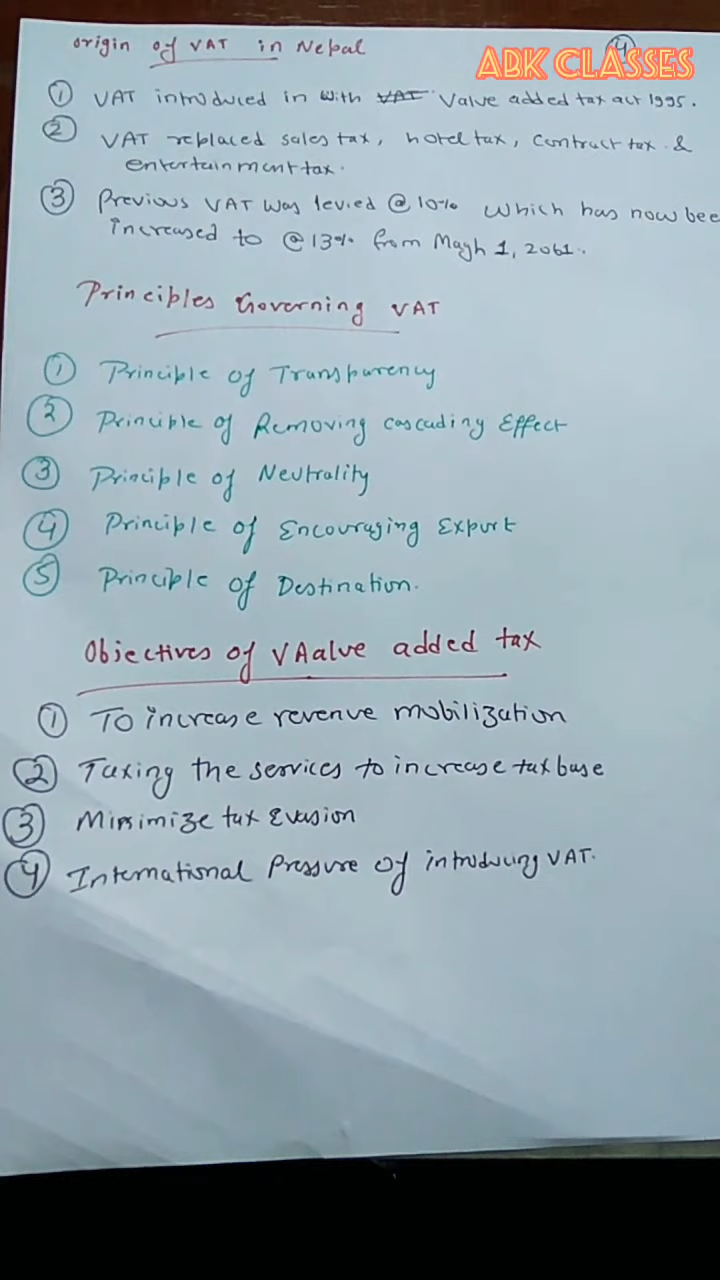 Origin of VAT in Nepal
4
ABK CLASSES
① VAT introduced in with VAT Value added tax act 1995.
② VAT replaced sales tax, hotel tax, contract tax &
entertainment tax.
③ Previous VAT was levied @ 10% which has now bee
increased to @ 13% from Magh 1, 2061.
Principles Governing VAT
① Principle of Transparency
② Principle of Removing cascading Effect
③ Principle of Neutrality
④ Principle of Encouraging Export
⑤ Principle of Destination.
Objectives of VAalve added tax
① To increase revenue mobilization
② Taxing the services to increase tax base
③ Minimize tax Evasion
④ International Pressure of introducing VAT.